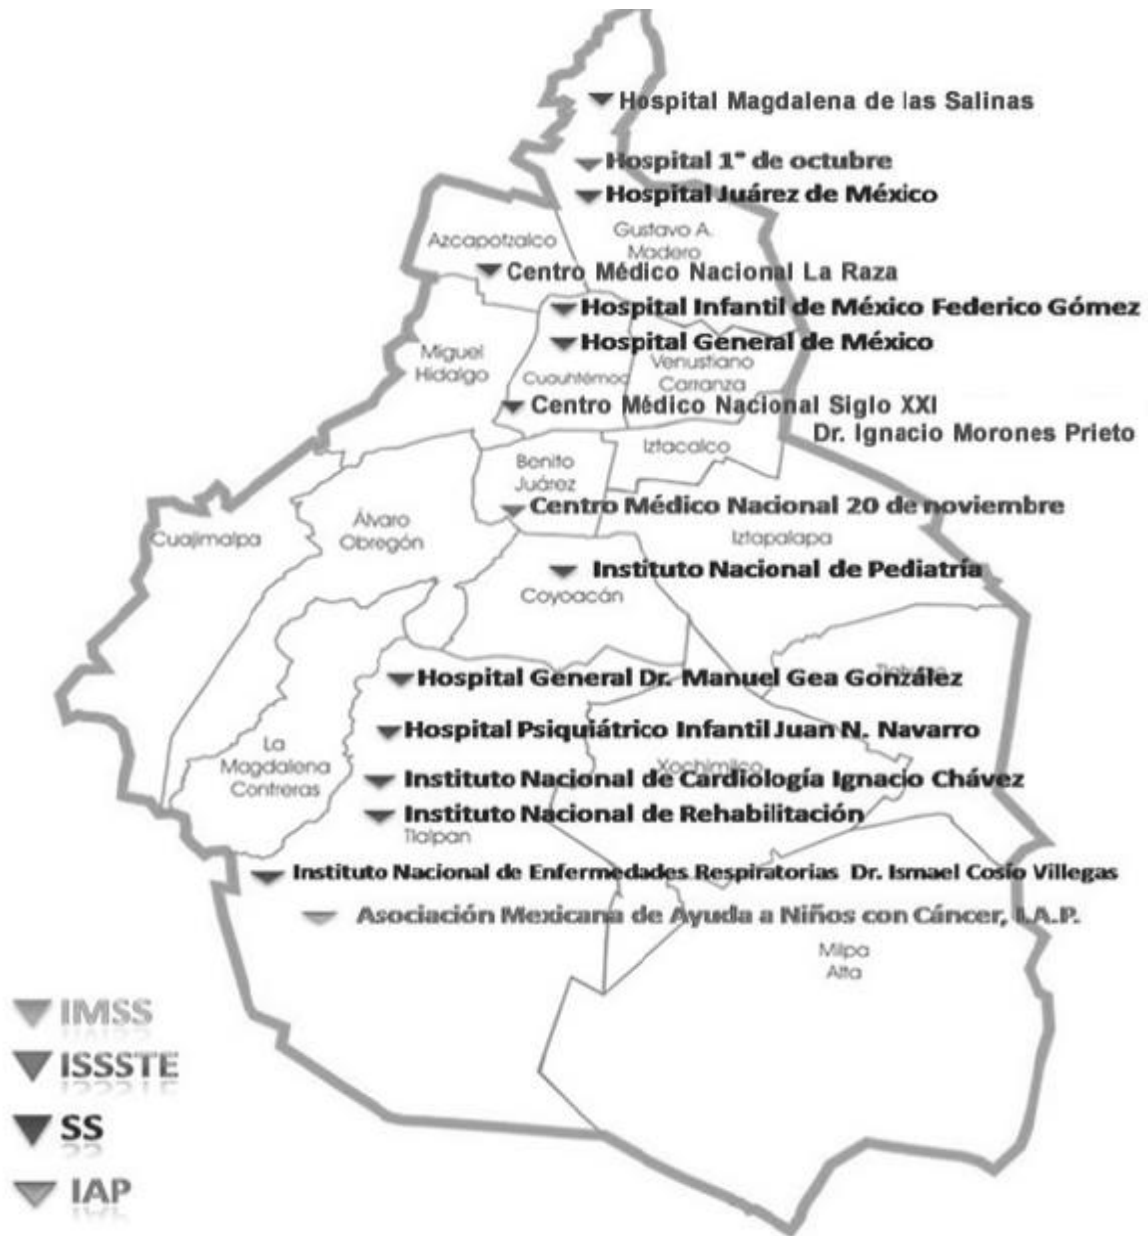 Hospital Magdalena de las Salinas
Hospital 1° de octubre
Hospital Juárez de México
Gustavo A.
Madero
Azcapotzalco
Centro Médico Nacional La Raza
Hospital Infantil de México Federico Gómez
Hospital General de México
Miguel
Hidalgo
Venustiano
Carranza
Cuauhtémoc
Centro Médico Nacional Siglo XXI
Dr. Ignacio Morones Prieto
Iztacalco
Benito
Juárez
Centro Médico Nacional 20 de noviembre
Álvaro
Obregón
Cuajimalpa
Iztapalapa
Instituto Nacional de Pediatría
Coyoacán
Hospital General Dr. Manuel Gea González
Hospital Psiquiátrico Infantil Juan N. Navarro
La
Magdalena
Contreras
Xochimilco
Instituto Nacional de Cardiología Ignacio Chávez
Instituto Nacional de Rehabilitación
Tlalpan
Instituto Nacional de Enfermedades Respiratorias Dr. Ismael Cosío Villegas
Asociación Mexicana de Ayuda a Niños con Cáncer, I.A.P.
Milpa
Alta
IMSS
ISSSTE
SS
IAP